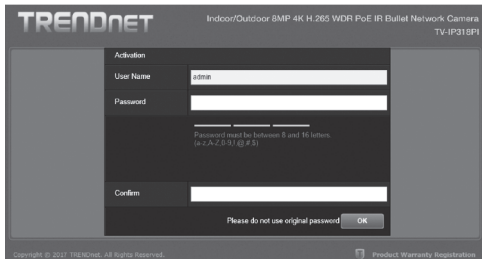 TRENDnet
Indoor/Outdoor 8MP 4K H.265 WDR PoE IR Bullet Network Camera
TV-IP318PI
Activation
User Name
admin
Password
Password must be between 8 and 16 letters.
(a-z,A-Z,0-9,!,@,#,$)
Confirm
Please do not use original password
OK
Copyright © 2017 TRENDnet. All Rights Reserved.
Product Warranty Registration